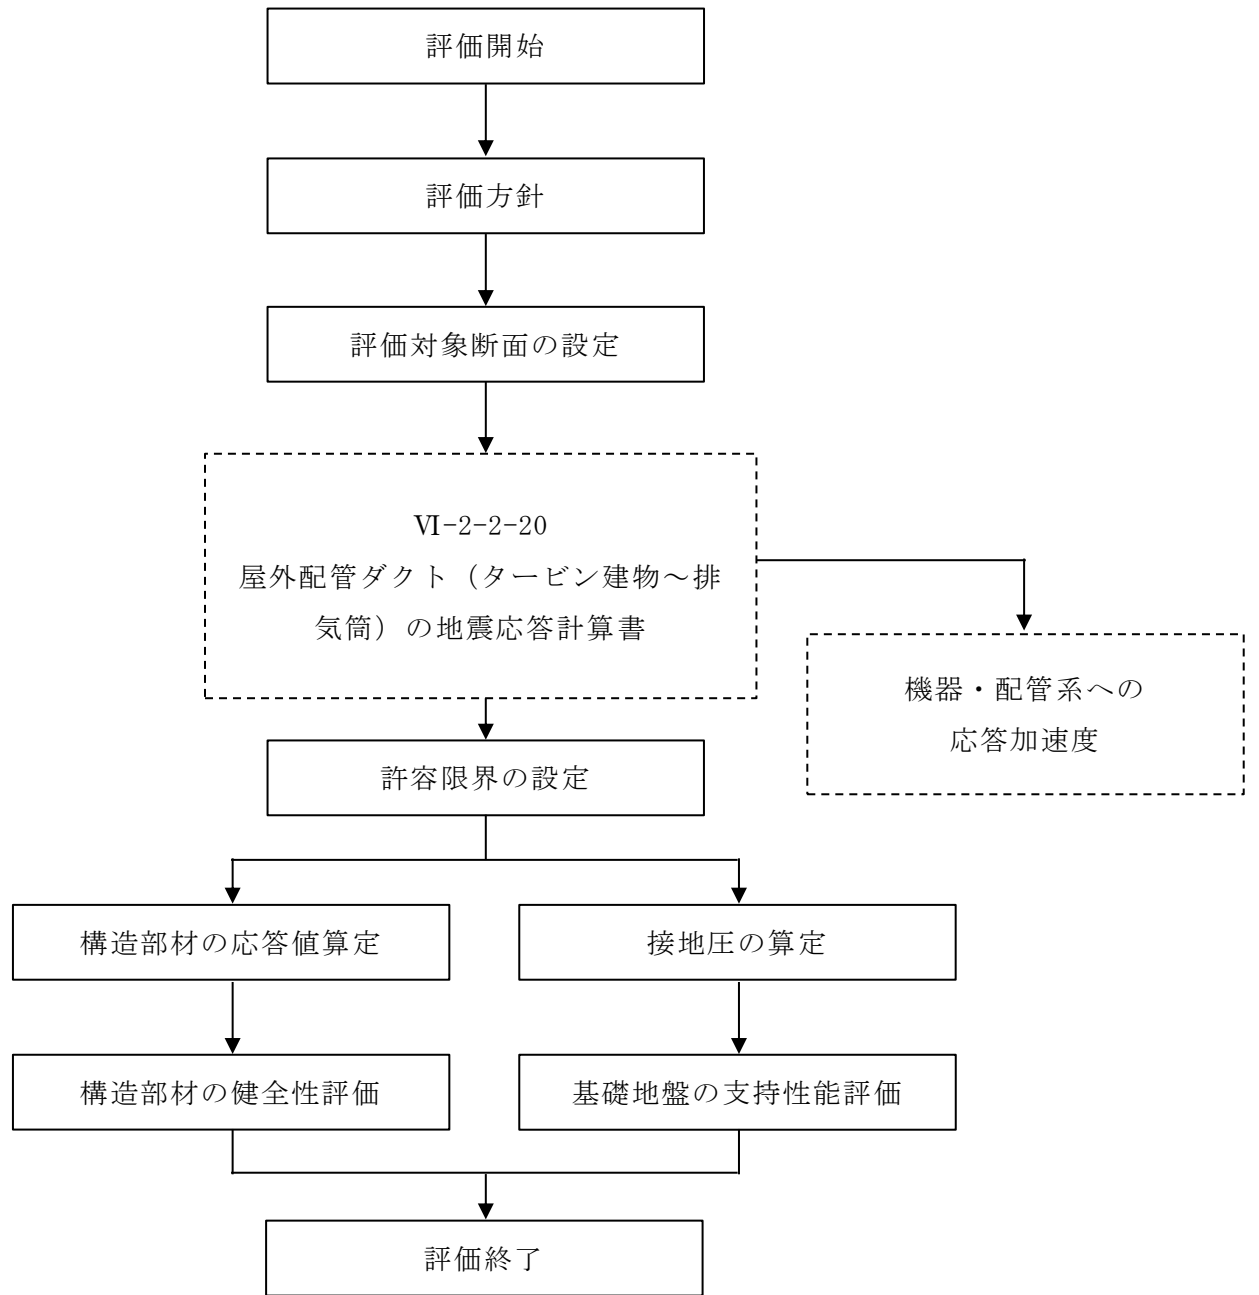 評価開始
評価方針
評価対象断面の設定
Ⅵ-2-2-20
屋外配管ダクト（タービン建物～排
気筒）の地震応答計算書
機器・配管系への
応答加速度
許容限界の設定
構造部材の応答値算定
接地圧の算定
構造部材の健全性評価
基礎地盤の支持性能評価
評価終了